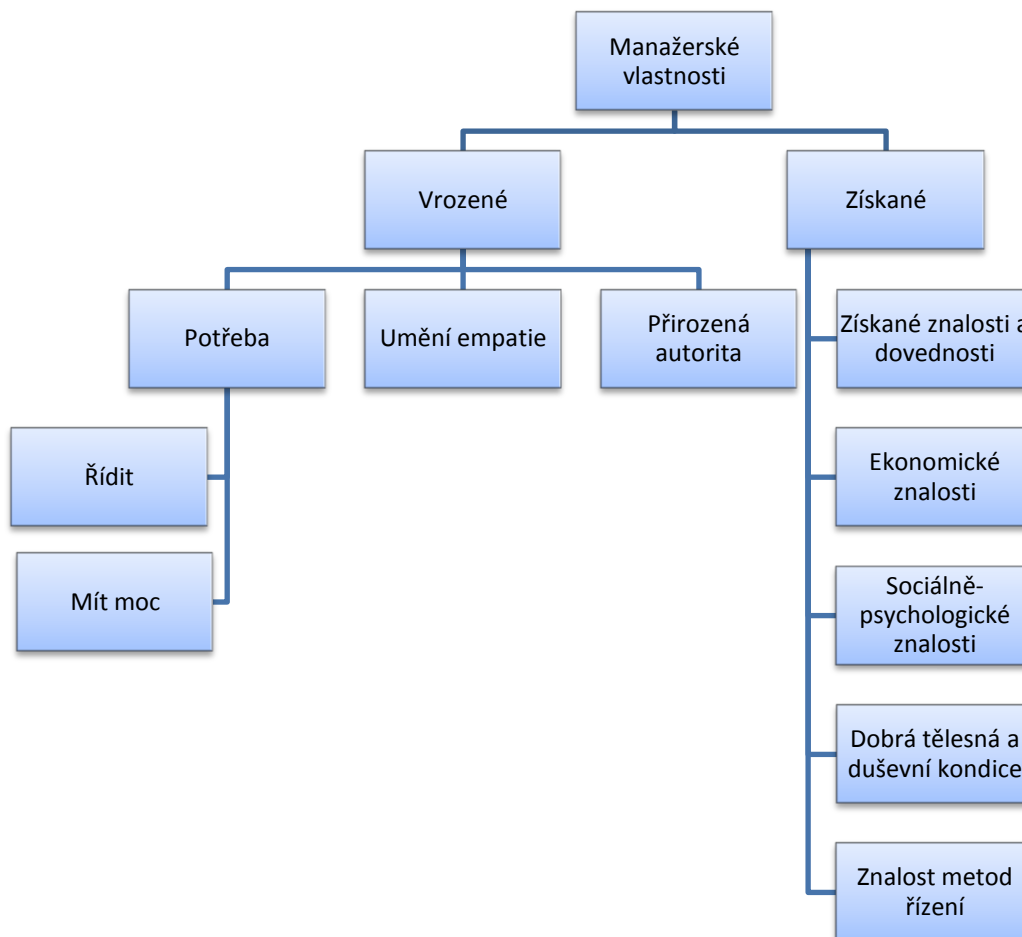 Manažerské
vlastnosti
Vrozené
Získané
Potřeba
Umění empatie
Přirozená
autorita
Získané znalosti a
dovednosti
Řídit
Ekonomické
znalosti
Mít moc
Sociálně-
psychologické
znalosti
Dobrá tělesná a
duševní kondice
Znalost metod
řízení